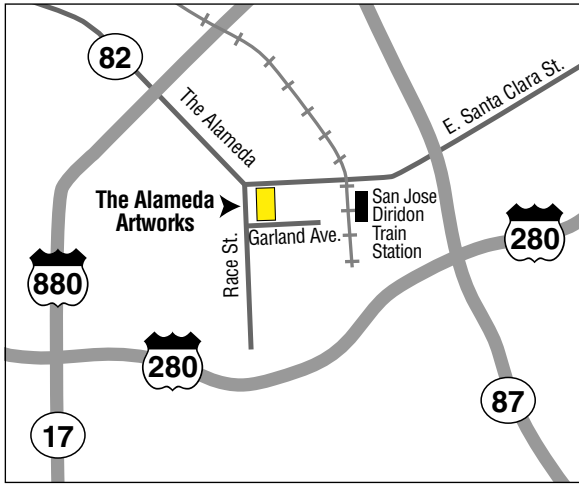 82
The Alameda
E. Santa Clara St.
The Alameda
Artworks
San Jose
Diridon
Train
Station
Garland Ave.
Race St.
280
880
280
87
17